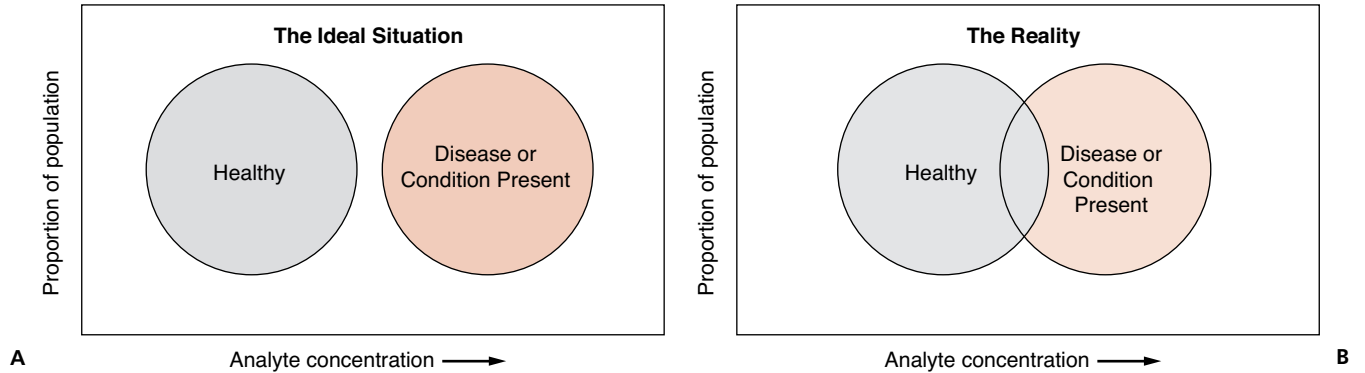 The Ideal Situation
Proportion of population
Healthy
Disease or
Condition Present
A
Analyte concentration
The Reality
Proportion of population
Healthy
Disease or
Condition
Present
Analyte concentration
B